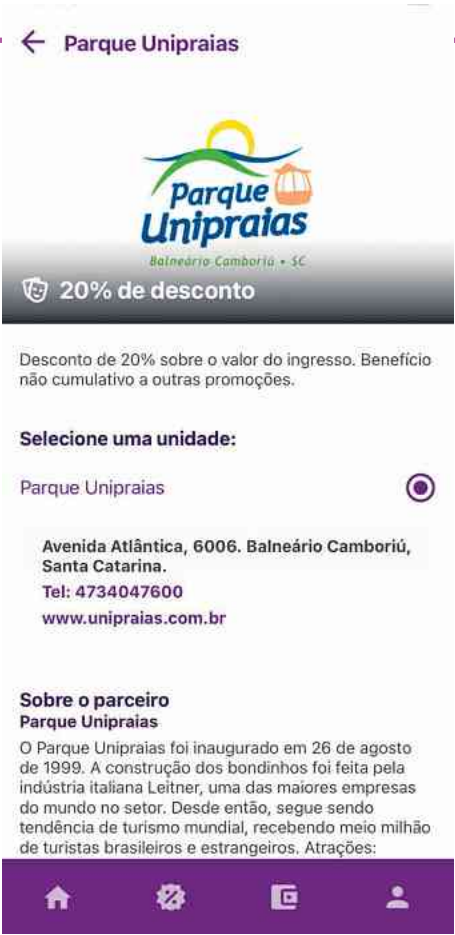 Parque Unipraias
Parque
Unipraias
Balneário Camboriú • SC
20% de desconto
Desconto de 20% sobre o valor do ingresso. Benefício
não cumulativo a outras promoções.
Selecione uma unidade:
Parque Unipraias
Avenida Atlântica, 6006. Balneário Camboriú,
Santa Catarina.
Tel: 4734047600
www.unipraias.com.br
Sobre o parceiro
Parque Unipraias
O Parque Unipraias foi inaugurado em 26 de agosto
de 1999. A construção dos bondinhos foi feita pela
indústria italiana Leitner, uma das maiores empresas
do mundo no setor. Desde então, segue sendo
tendência de turismo mundial, recebendo meio milhão
de turistas brasileiros e estrangeiros. Atrações: